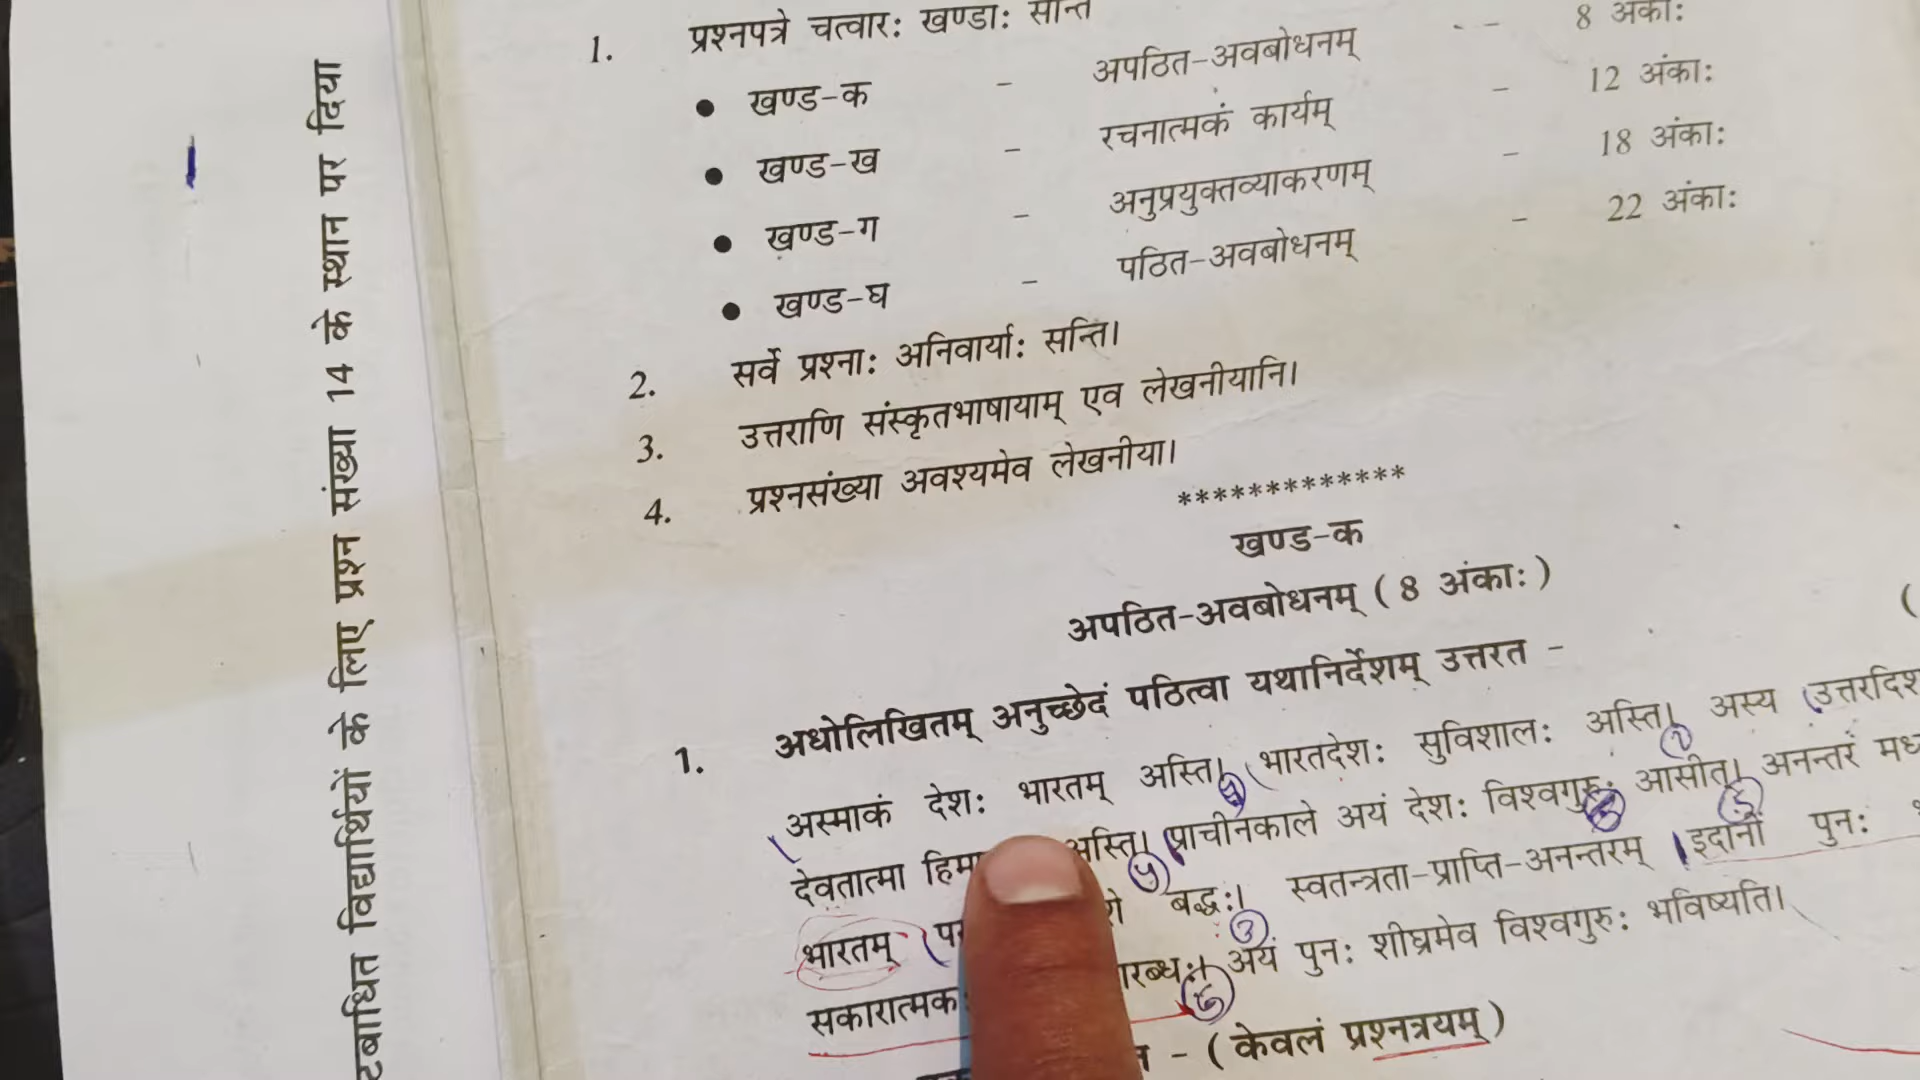 टबाधित विद्यार्थियों के लिए प्रश्न संख्या 14 के स्थान पर दिया
1. प्रश्नपत्रे चत्वारः खण्डाः सन्ति
● खण्ड-क - अपठित-अवबोधनम् - - 8 अंकाः
● खण्ड-ख - रचनात्मकं कार्यम् - 12 अंकाः
● खण्ड-ग - अनुप्रयुक्तव्याकरणम् - 18 अंकाः
● खण्ड-घ - पठित-अवबोधनम् - 22 अंकाः
2. सर्वे प्रश्नाः अनिवार्याः सन्ति।
3. उत्तराणि संस्कृतभाषायाम् एव लेखनीयानि।
4. प्रश्नसंख्या अवश्यमेव लेखनीया।
*************
खण्ड-क
अपठित-अवबोधनम् ( 8 अंकाः )
1. अधोलिखितम् अनुच्छेदं पठित्वा यथानिर्देशम् उत्तरत -
अस्माकं देशः भारतम् अस्ति। भारतदेशः सुविशालः अस्ति। अस्य उत्तरदिश
देवतात्मा अस्ति। प्राचीनकाले अयं देशः विश्वगुरुः आसीत्। अनन्तरं मध्य
भारतम् बद्धः। स्वतन्त्रता-प्राप्ति-अनन्तरम् इदानीं पुनः
सकारात्मकः अयं पुनः शीघ्रमेव विश्वगुरुः भविष्यति।
- ( केवलं प्रश्नत्रयम् )